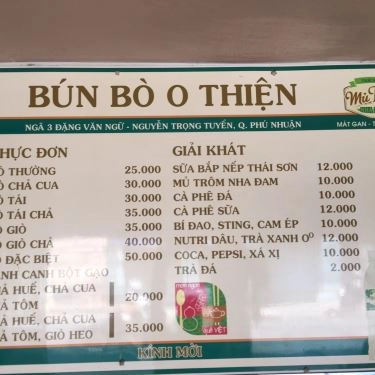 BÚN BÒ O THIỆN
NGÃ 3 ĐẶNG VĂN NGỮ - NGUYỄN TRỌNG TUYỂN, Q. PHÚ NHUẬN
MÁT GAN -
HỰC ĐƠN
GIẢI KHÁT
Ò THƯỜNG 25.000
Ò CHẢ CUA 30.000
Ò TÁI 30.000
Ò TÁI CHẢ 35.000
Ò GIÒ 35.000
Ò GIÒ CHẢ 40.000
Ò ĐẶC BIỆT 50.000
ÁNH CANH BỘT GẠO
Ả HUẾ, CHẢ CUA
Ả TÔM 20.000
Ả HUẾ, CHẢ CUA
Ả TÔM, GIÒ HEO 35.000
SỮA BẮP NẾP THÁI SƠN 12.000
MỦ TRÔM NHA ĐAM 10.000
CÀ PHÊ ĐÁ 10.000
CÀ PHÊ SỮA 12.000
BÍ ĐAO, STING, CAM ÉP 10.000
NUTRI DÂU, TRÀ XANH O° 12.000
COCA, PEPSI, XÁ XỊ 10.000
TRÀ ĐÁ 2.000
KÍNH MỜI